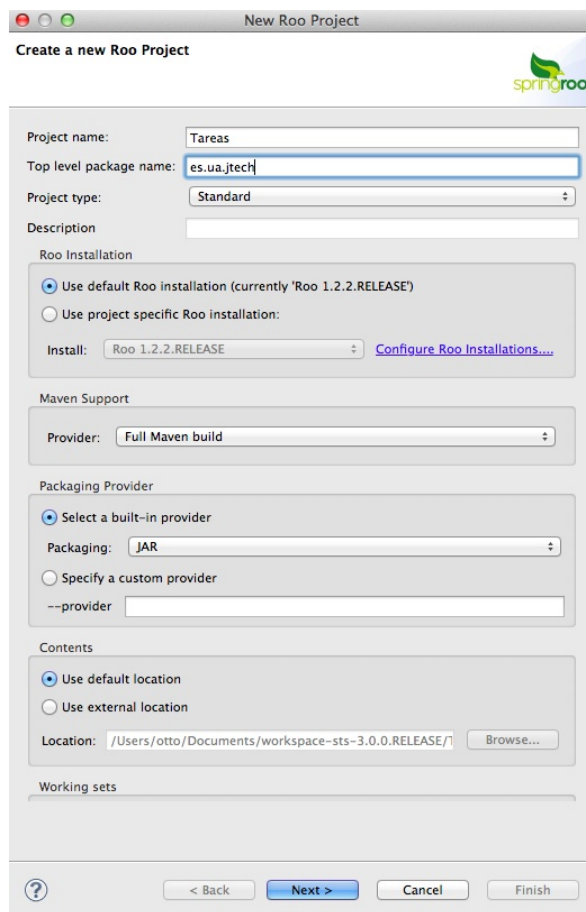 New Roo Project
Create a new Roo Project
springroo
Project name: Tareas
Top level package name: es.ua.jtech
Project type: Standard
Description
Roo Installation
Use default Roo installation (currently 'Roo 1.2.2.RELEASE')
Use project specific Roo installation:
Install: Roo 1.2.2.RELEASE Configure Roo Installations....
Maven Support
Provider: Full Maven build
Packaging Provider
Select a built-in provider
Packaging: JAR
Specify a custom provider
--provider
Contents
Use default location
Use external location
Location: /Users/otto/Documents/workspace-sts-3.0.0.RELEASE/T Browse...
Working sets
? < Back Next > Cancel Finish